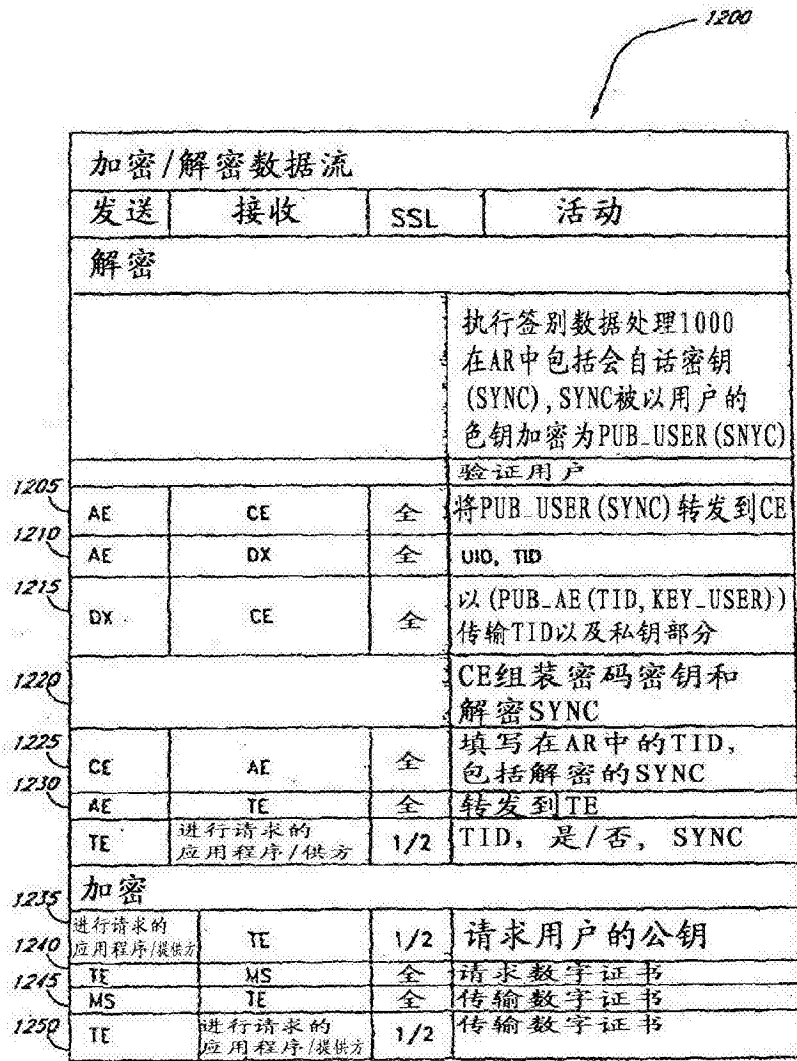 1200
加密/解密数据流
发送 接收 SSL 活动
解密
执行签别数据处理1000
在AR中包括会自话密钥
(SYNC),SYNC被以用户的
色钥加密为PUB_USER(SNYC)
验证用户
1205
AE CE 全 将PUB_USER(SYNC)转发到CE
1210
AE DX 全 UID, TID
1215
DX CE 全 以(PUB_AE(TID,KEY_USER))
传输TID以及私钥部分
1220
CE组装密码密钥和
解密SYNC
1225
CE AE 全 填写在AR中的TID,
包括解密的SYNC
1230
AE TE 全 转发到TE
TE 进行请求的
应用程序/供方 1/2 TID, 是/否, SYNC
加密
1235
进行请求的
应用程序/提供方 TE 1/2 请求用户的公钥
1240
TE MS 全 请求数字证书
1245
MS TE 全 传输数字证书
1250
TE 进行请求的
应用程序/提供方 1/2 传输数字证书